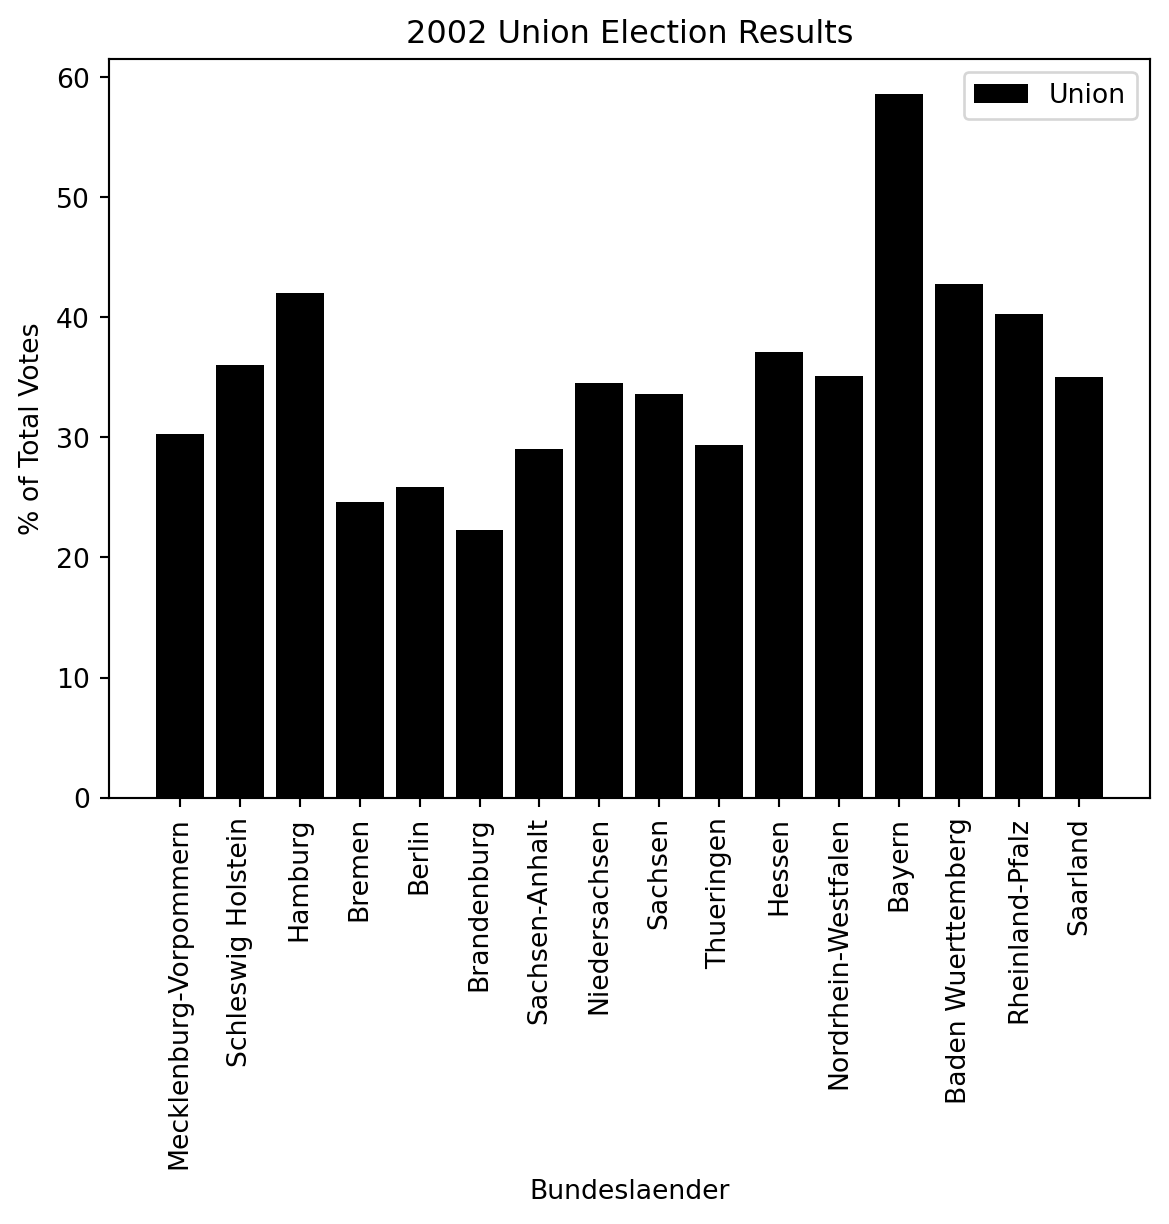 2002 Union Election Results
Union
% of Total Votes
60
50
40
30
20
10
0
Mecklenburg-Vorpommern
Schleswig Holstein
Hamburg
Bremen
Berlin
Brandenburg
Sachsen-Anhalt
Niedersachsen
Sachsen
Thueringen
Hessen
Nordrhein-Westfalen
Bayern
Baden Wuerttemberg
Rheinland-Pfalz
Saarland
Bundeslaender